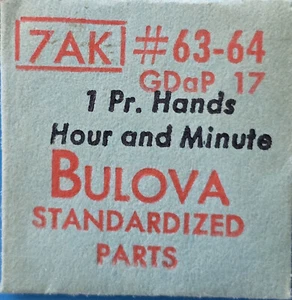 7AK #63-64
GDaP 17
1 Pr. Hands
Hour and Minute
BULOVA
STANDARDIZED
PARTS